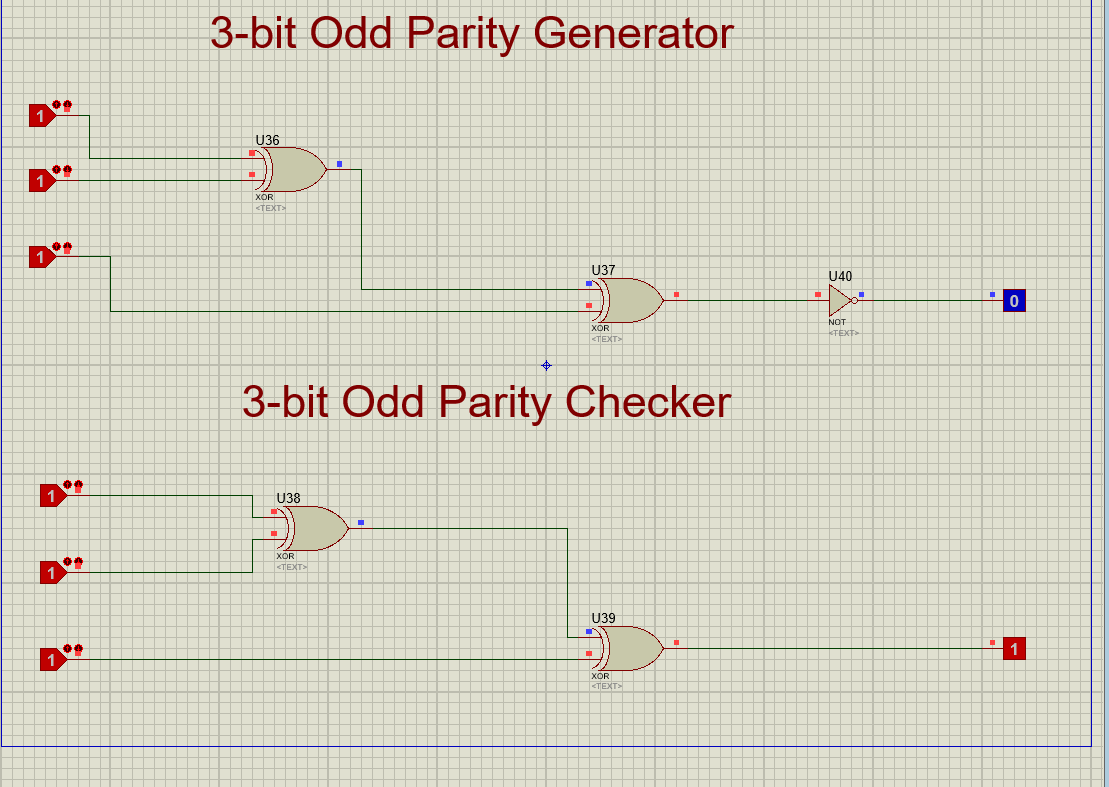 3-bit Odd Parity Generator
1
U36
1
XOR
<TEXT>
1
U37
U40
0
XOR
<TEXT>
NOT
<TEXT>
3-bit Odd Parity Checker
1
U38
XOR
<TEXT>
1
U39
1
1
XOR
<TEXT>